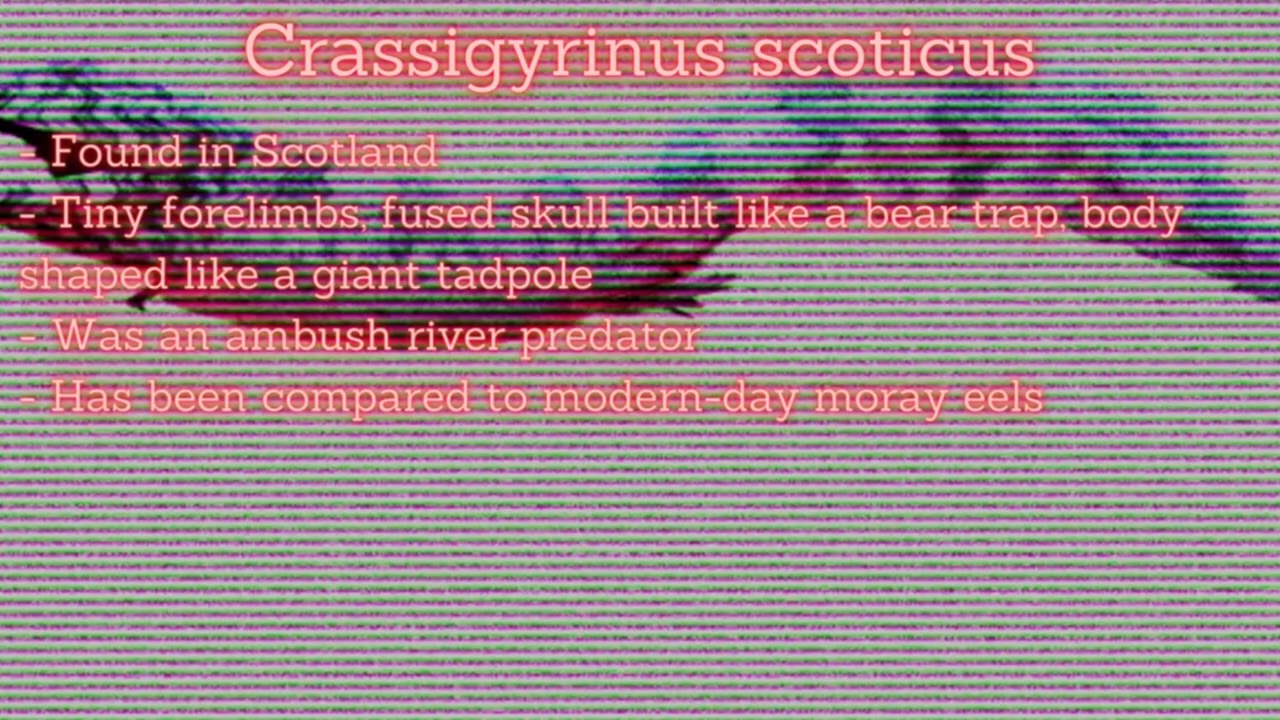 Crassigyrinus scoticus
- Found in Scotland
- Tiny forelimbs, fused skull built like a bear trap, body
shaped like a giant tadpole
- Was an ambush river predator
- Has been compared to modern-day moray eels